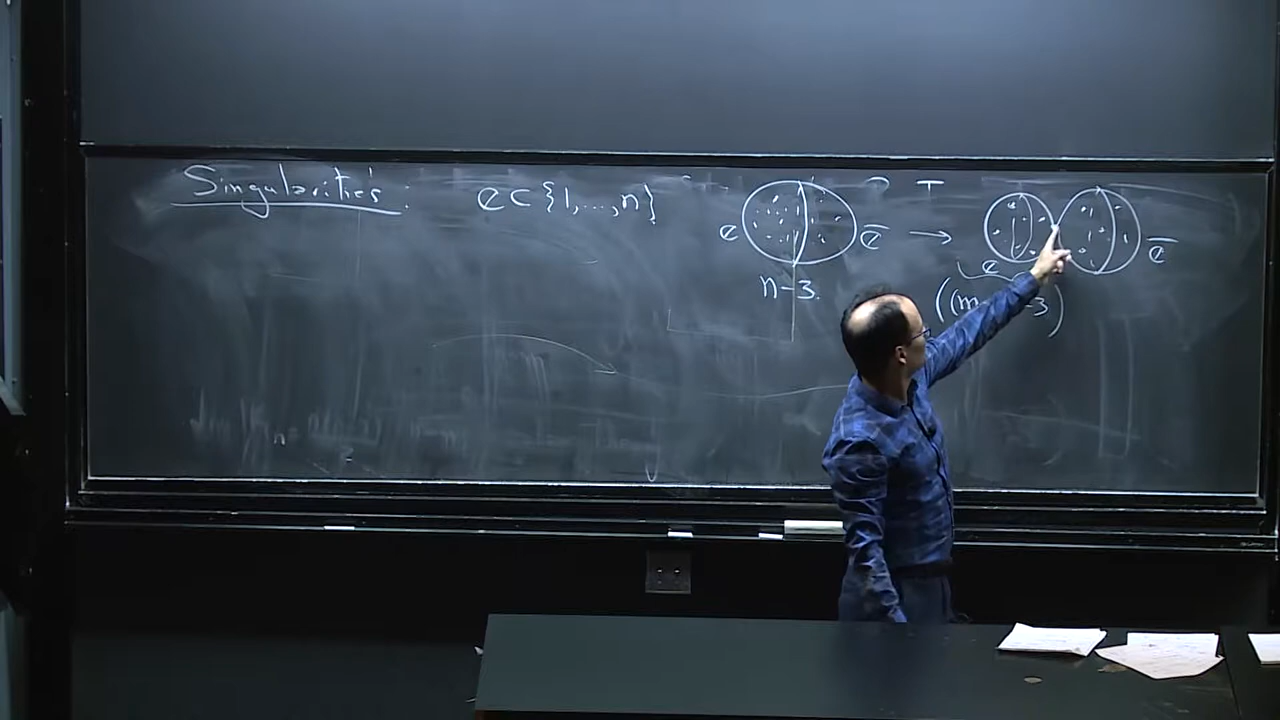 Singularities: e ⊂ {1,...,n} e ē → e ē
n-3